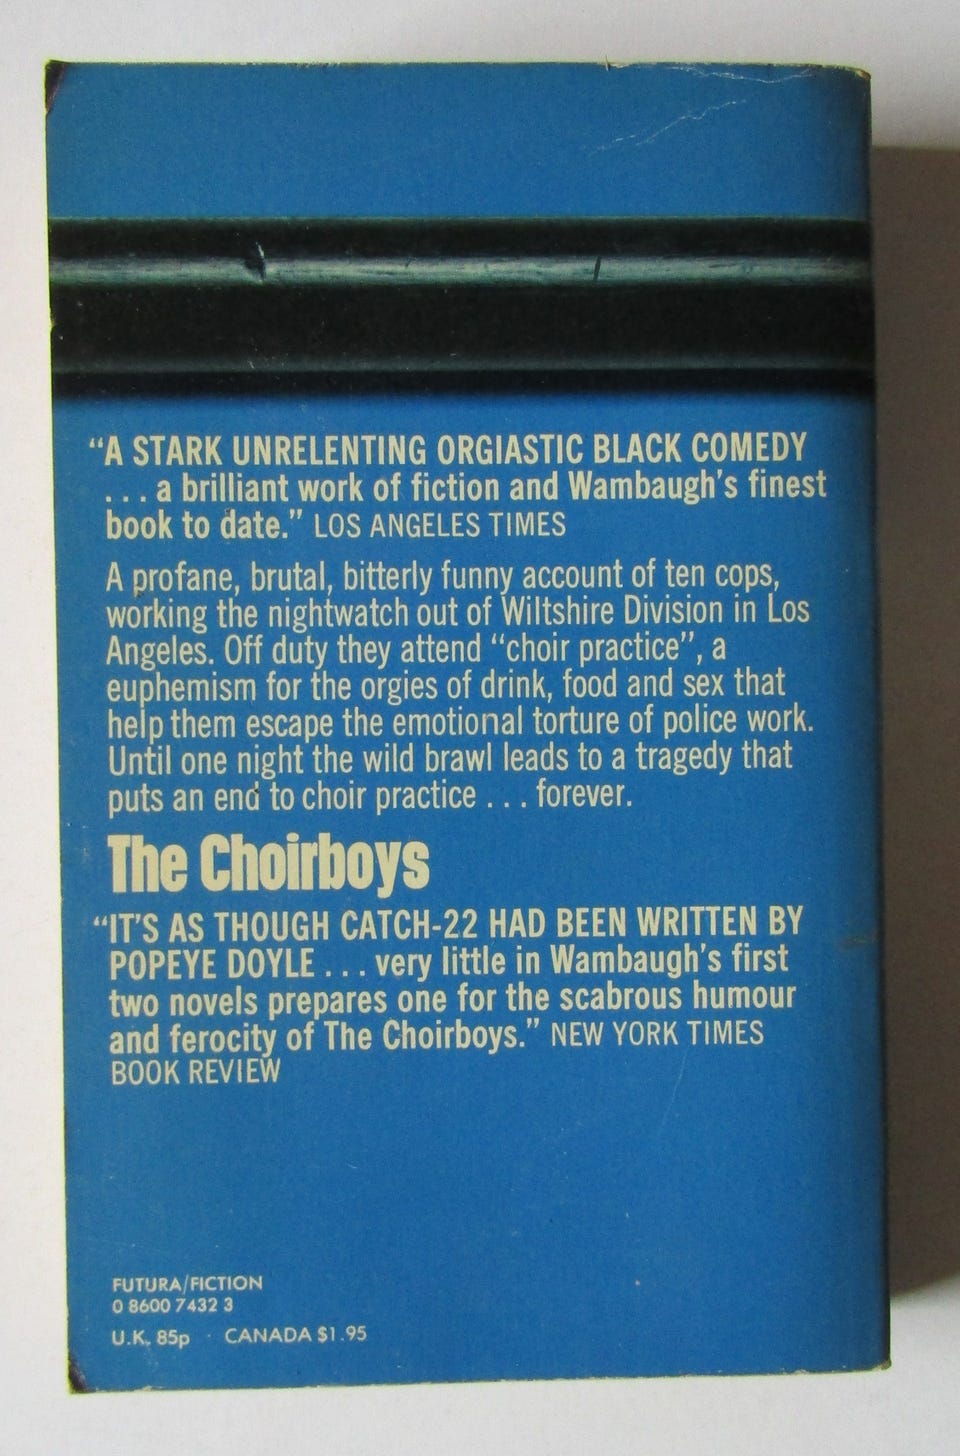 “A STARK UNRELENTING ORGIASTIC BLACK COMEDY
. . . a brilliant work of fiction and Wambaugh’s finest
book to date.” LOS ANGELES TIMES
A profane, brutal, bitterly funny account of ten cops,
working the nightwatch out of Wiltshire Division in Los
Angeles. Off duty they attend “choir practice”, a
euphemism for the orgies of drink, food and sex that
help them escape the emotional torture of police work.
Until one night the wild brawl leads to a tragedy that
puts an end to choir practice . . . forever.
The Choirboys
“IT’S AS THOUGH CATCH-22 HAD BEEN WRITTEN BY
POPEYE DOYLE . . . very little in Wambaugh’s first
two novels prepares one for the scabrous humour
and ferocity of The Choirboys.” NEW YORK TIMES
BOOK REVIEW
FUTURA/FICTION
0 8600 7432 3
U.K. 85p · CANADA $1.95